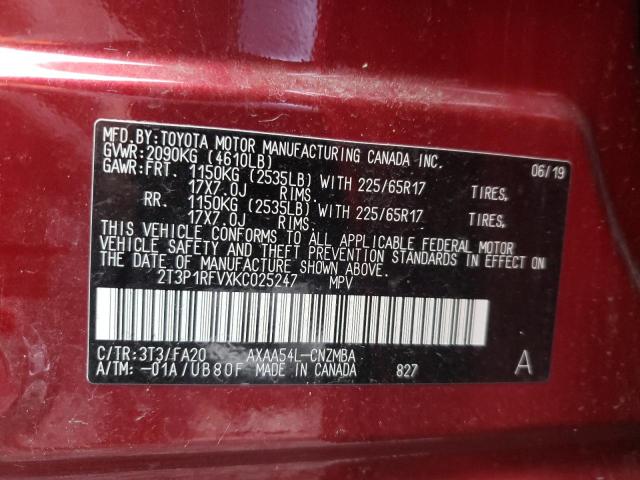 MFD.BY:TOYOTA MOTOR MANUFACTURING CANADA INC.
GVWR:2090KG (4610LB) 06/19
GAWR:FRT. 1150KG (2535LB) WITH 225/65R17 TIRES,
17X7.0J RIMS.
RR. 1150KG (2535LB) WITH 225/65R17 TIRES,
17X7.0J RIMS.
THIS VEHICLE CONFORMS TO ALL APPLICABLE FEDERAL MOTOR
VEHICLE SAFETY AND THEFT PREVENTION STANDARDS IN EFFECT ON
THE DATE OF MANUFACTURE SHOWN ABOVE.
2T3P1RFVXKC025247 MPV
C/TR:3T3/FA20 AXAA54L-CNZMBA
A/TM:-01A/UB80F MADE IN CANADA 827 A